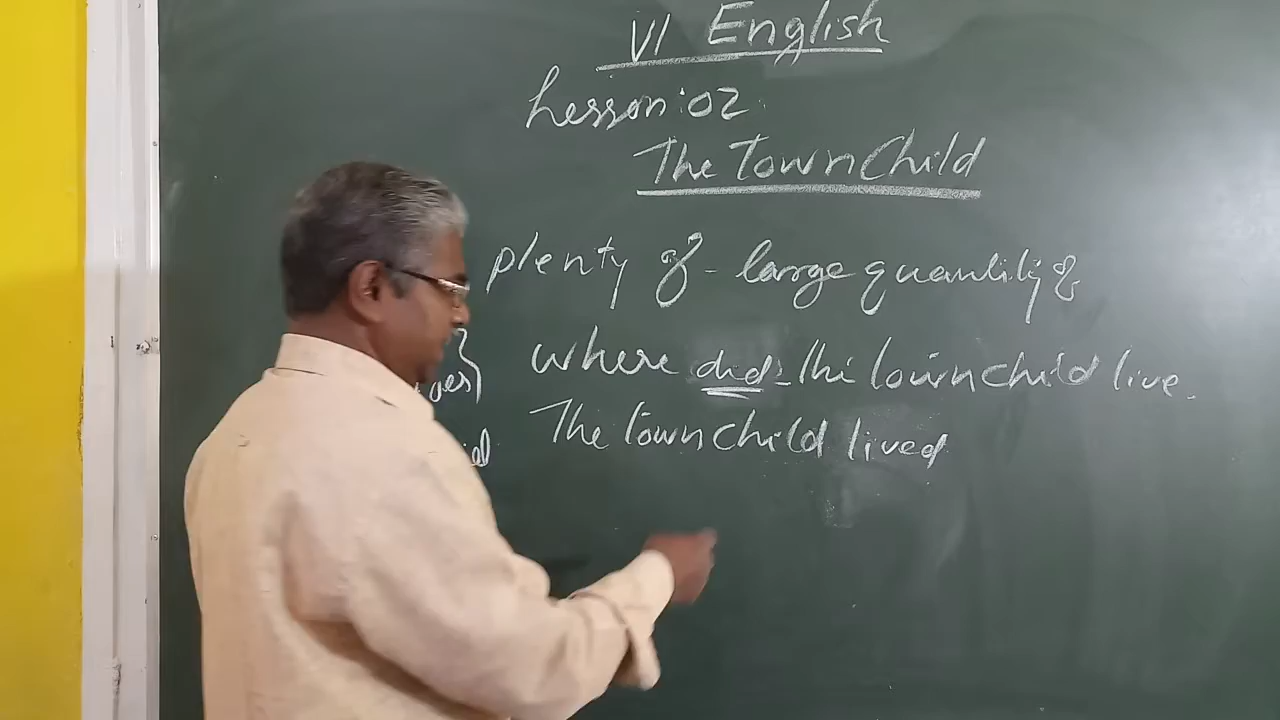 VI English
Lesson: 02
The Town Child
plenty of - large quantity of
where did the town child live.
The town child lived